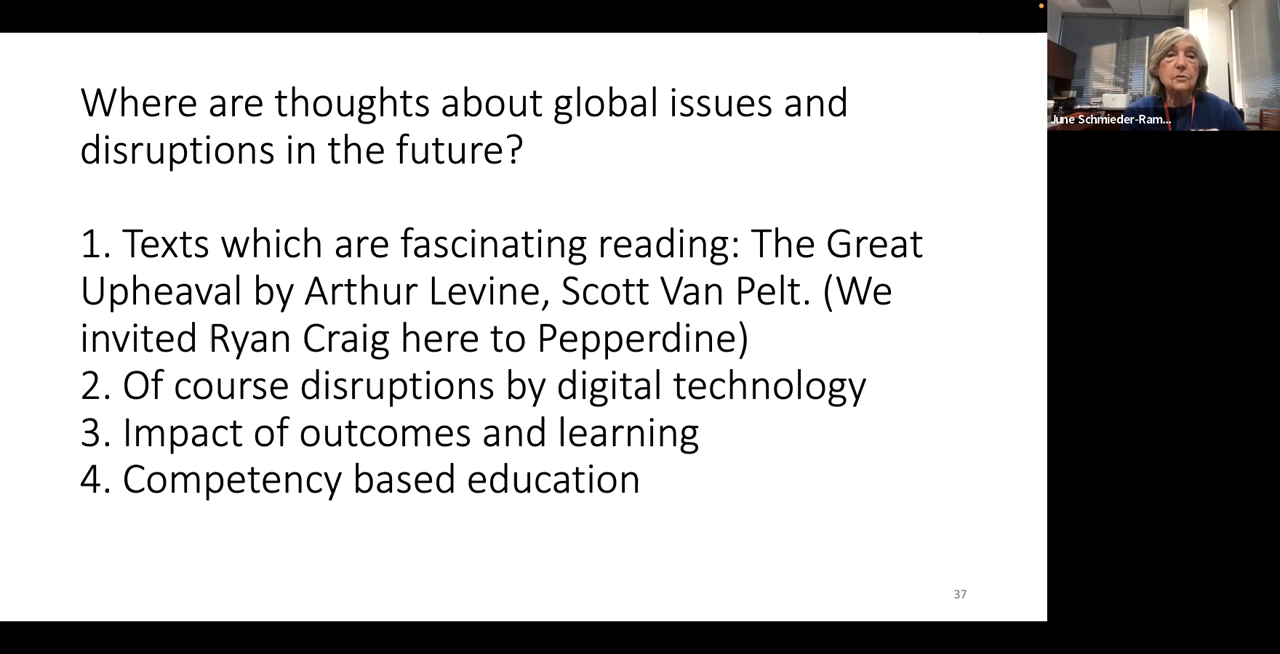 Where are thoughts about global issues and
disruptions in the future?
1. Texts which are fascinating reading: The Great
Upheaval by Arthur Levine, Scott Van Pelt. (We
invited Ryan Craig here to Pepperdine)
2. Of course disruptions by digital technology
3. Impact of outcomes and learning
4. Competency based education
37
June Schmieder-Ram...